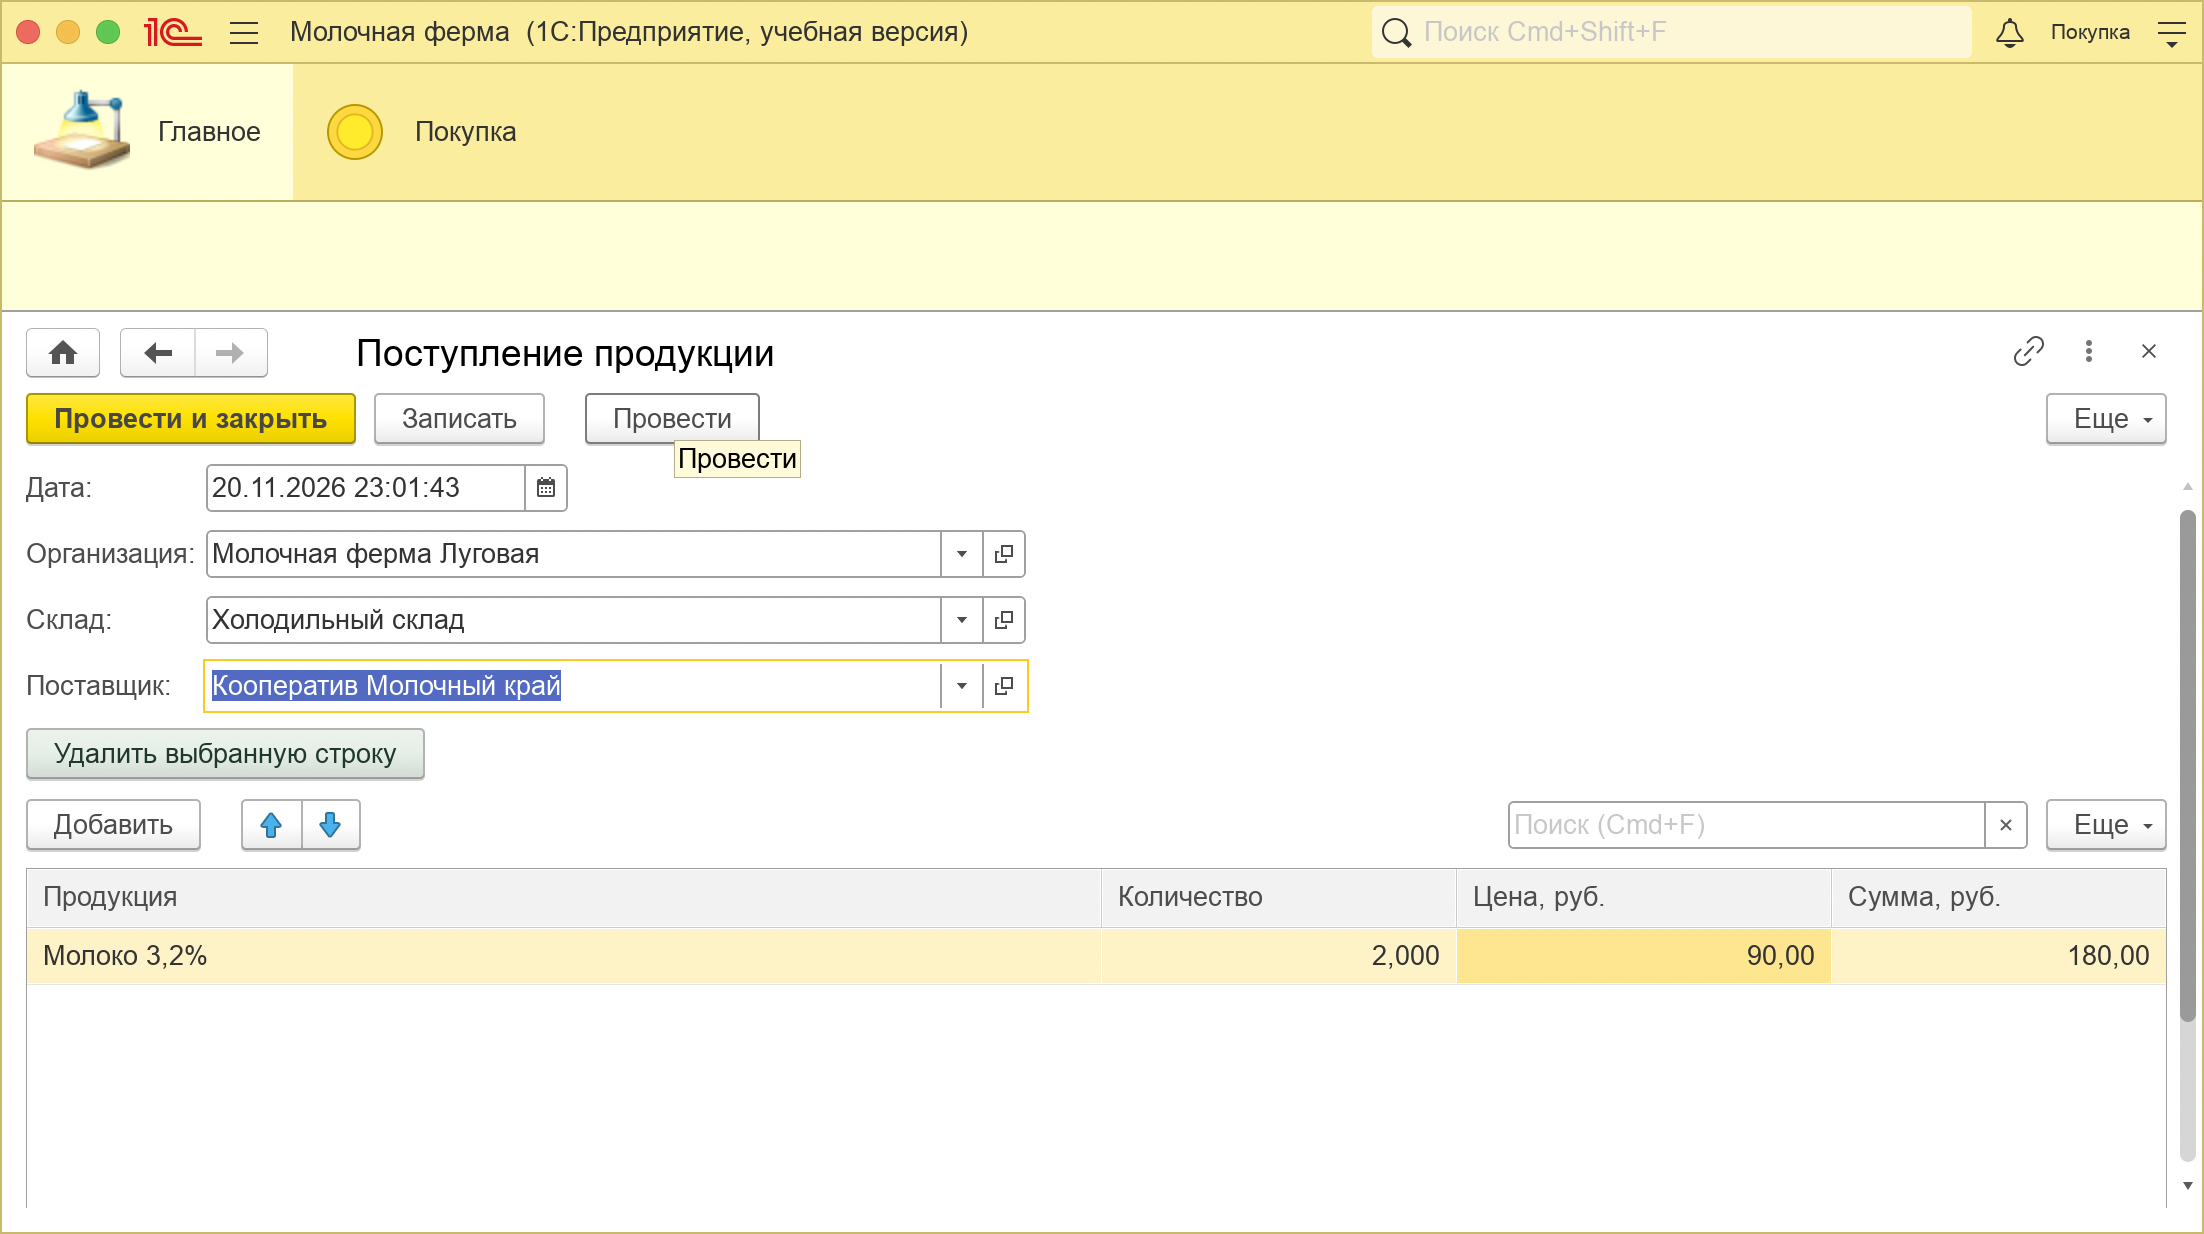 1С Молочная ферма (1С:Предприятие, учебная версия) Поиск Cmd+Shift+F Покупка
Главное Покупка
Поступление продукции
Провести и закрыть Записать Провести Еще
Провести
Дата: 20.11.2026 23:01:43
Организация: Молочная ферма Луговая
Склад: Холодильный склад
Поставщик: Кооператив Молочный край
Удалить выбранную строку
Добавить Поиск (Cmd+F) Еще
Продукция Количество Цена, руб. Сумма, руб.
Молоко 3,2% 2,000 90,00 180,00